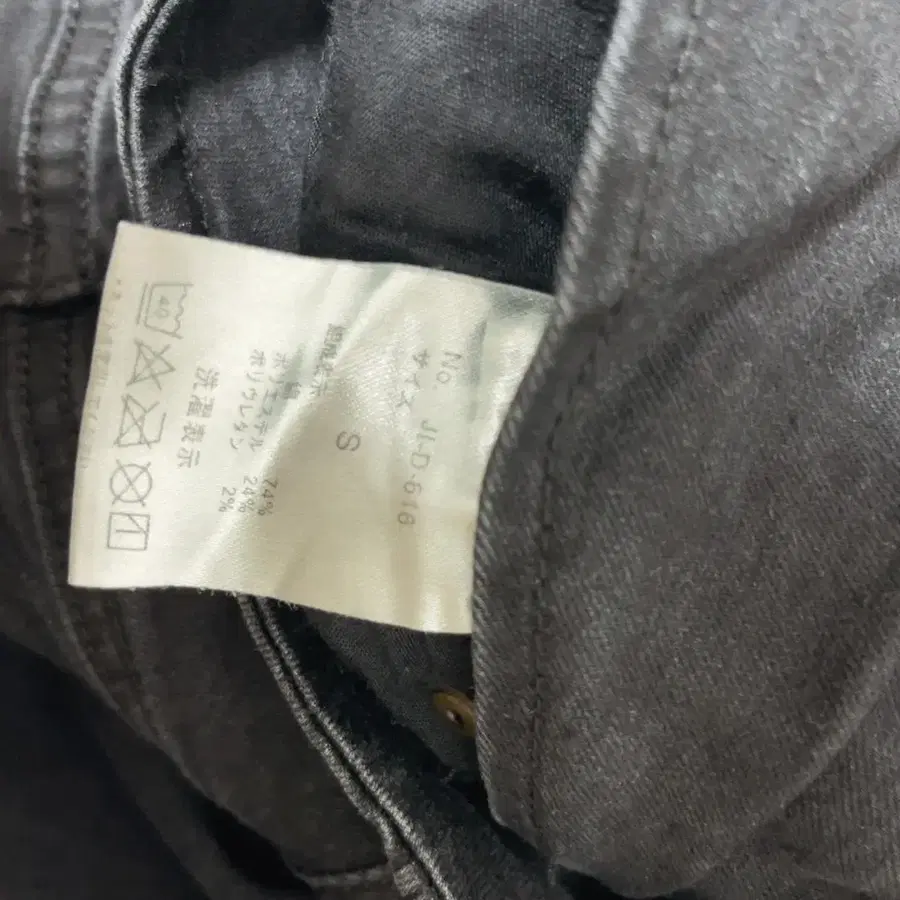 No. JI-D-616
サイズ
S
組成表示
綿 74%
ポリエステル 24%
ポリウレタン 2%
洗濯表示
40